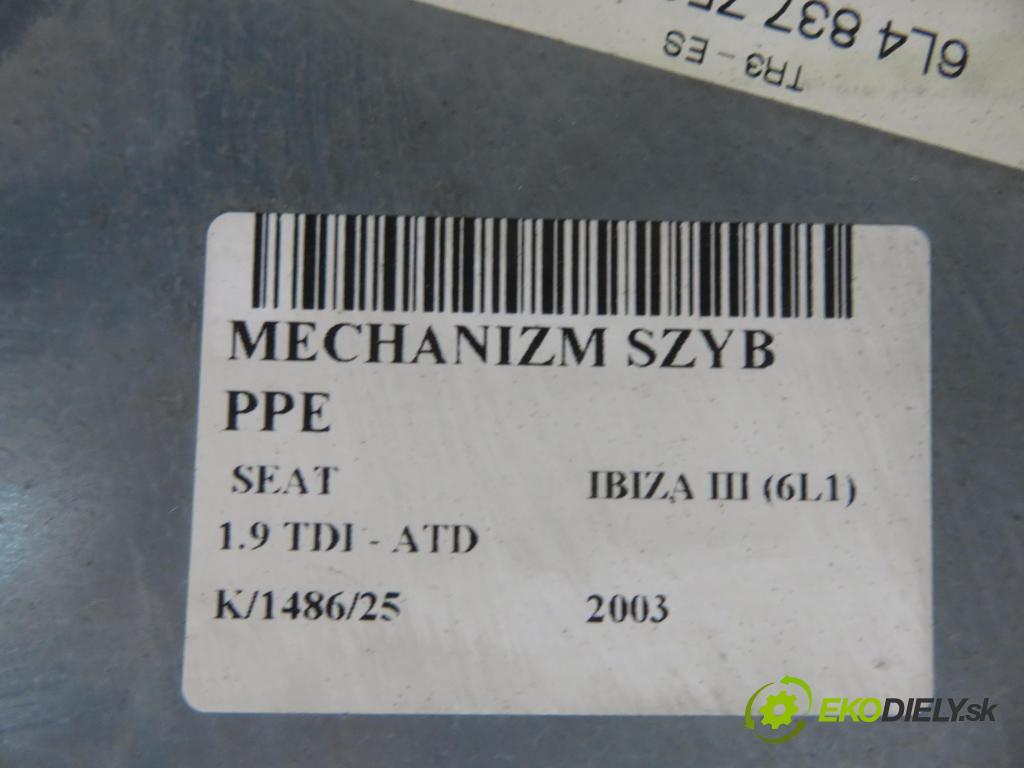 6L4 837 75
TR3 - ES
MECHANIZM SZYB
PPE
SEAT IBIZA III (6L1)
1.9 TDI - ATD
K/1486/25 2003
EKODIELY.sk